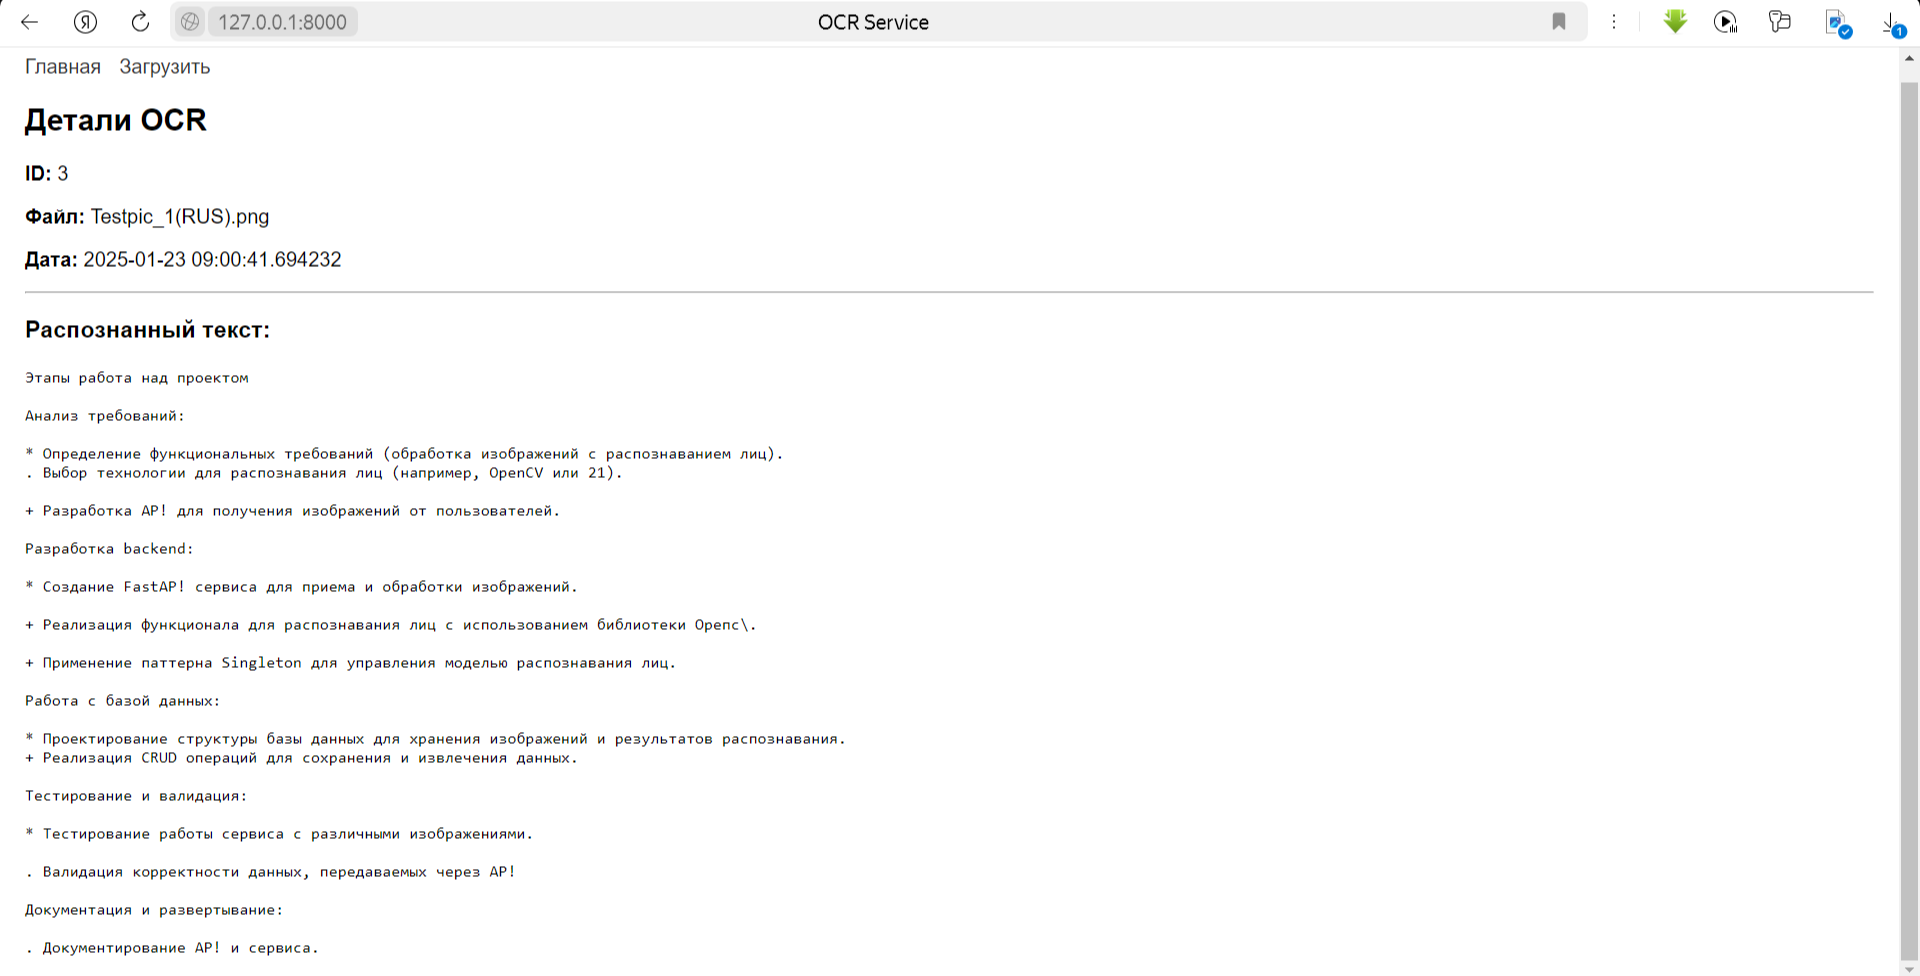 127.0.0.1:8000
OCR Service
1
Главная Загрузить
Детали OCR
ID: 3
Файл: Testpic_1(RUS).png
Дата: 2025-01-23 09:00:41.694232
Распознанный текст:
Этапы работа над проектом
Анализ требований:
* Определение функциональных требований (обработка изображений с распознаванием лиц).
. Выбор технологии для распознавания лиц (например, OpenCV или 21).
+ Разработка АР! для получения изображений от пользователей.
Разработка backend:
* Создание FastAP! сервиса для приема и обработки изображений.
+ Реализация функционала для распознавания лиц с использованием библиотеки Openc\.
+ Применение паттерна Singleton для управления моделью распознавания лиц.
Работа с базой данных:
* Проектирование структуры базы данных для хранения изображений и результатов распознавания.
+ Реализация CRUD операций для сохранения и извлечения данных.
Тестирование и валидация:
* Тестирование работы сервиса с различными изображениями.
. Валидация корректности данных, передаваемых через АР!
Документация и развертывание:
. Документирование АР! и сервиса.